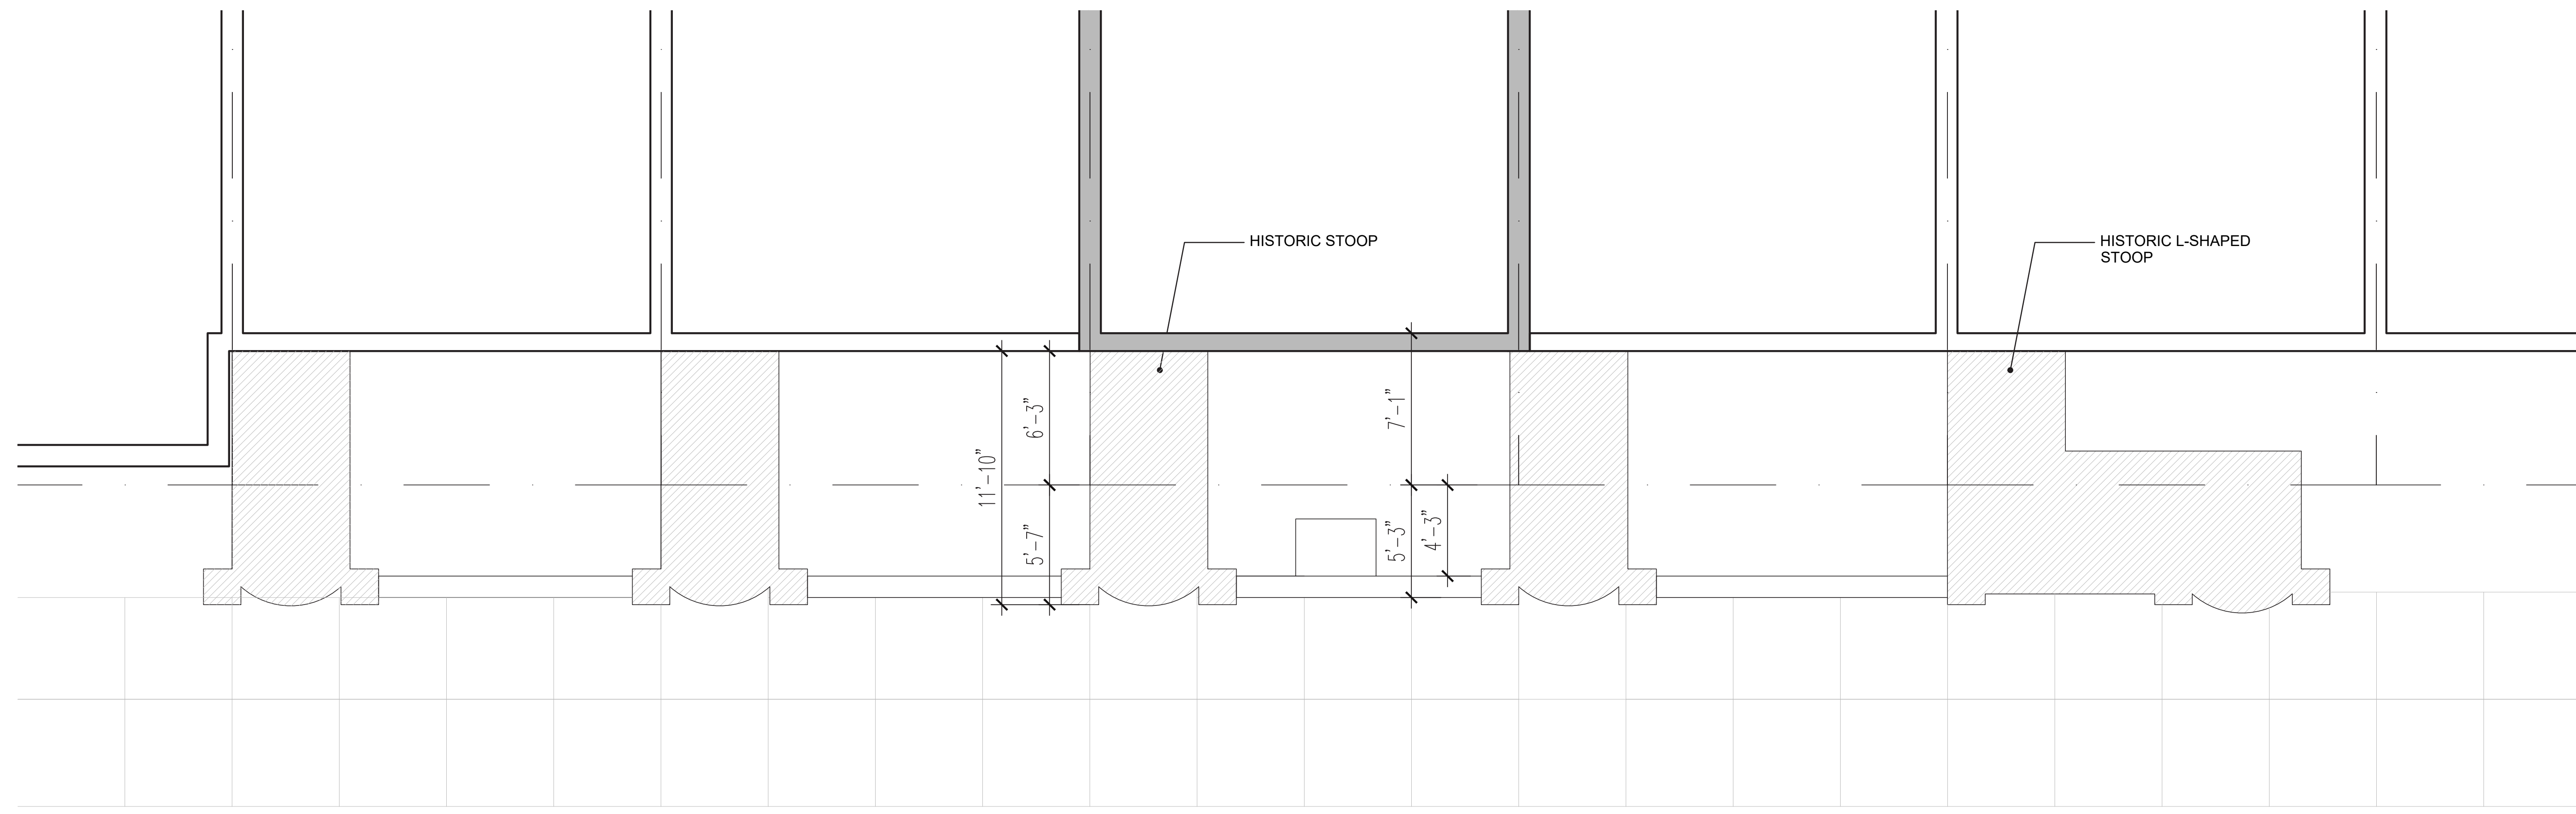 HISTORIC STOOP
HISTORIC L-SHAPED
STOOP
11'-10"
6'-3"
5'-7"
7'-1"
5'-3"
4'-3"